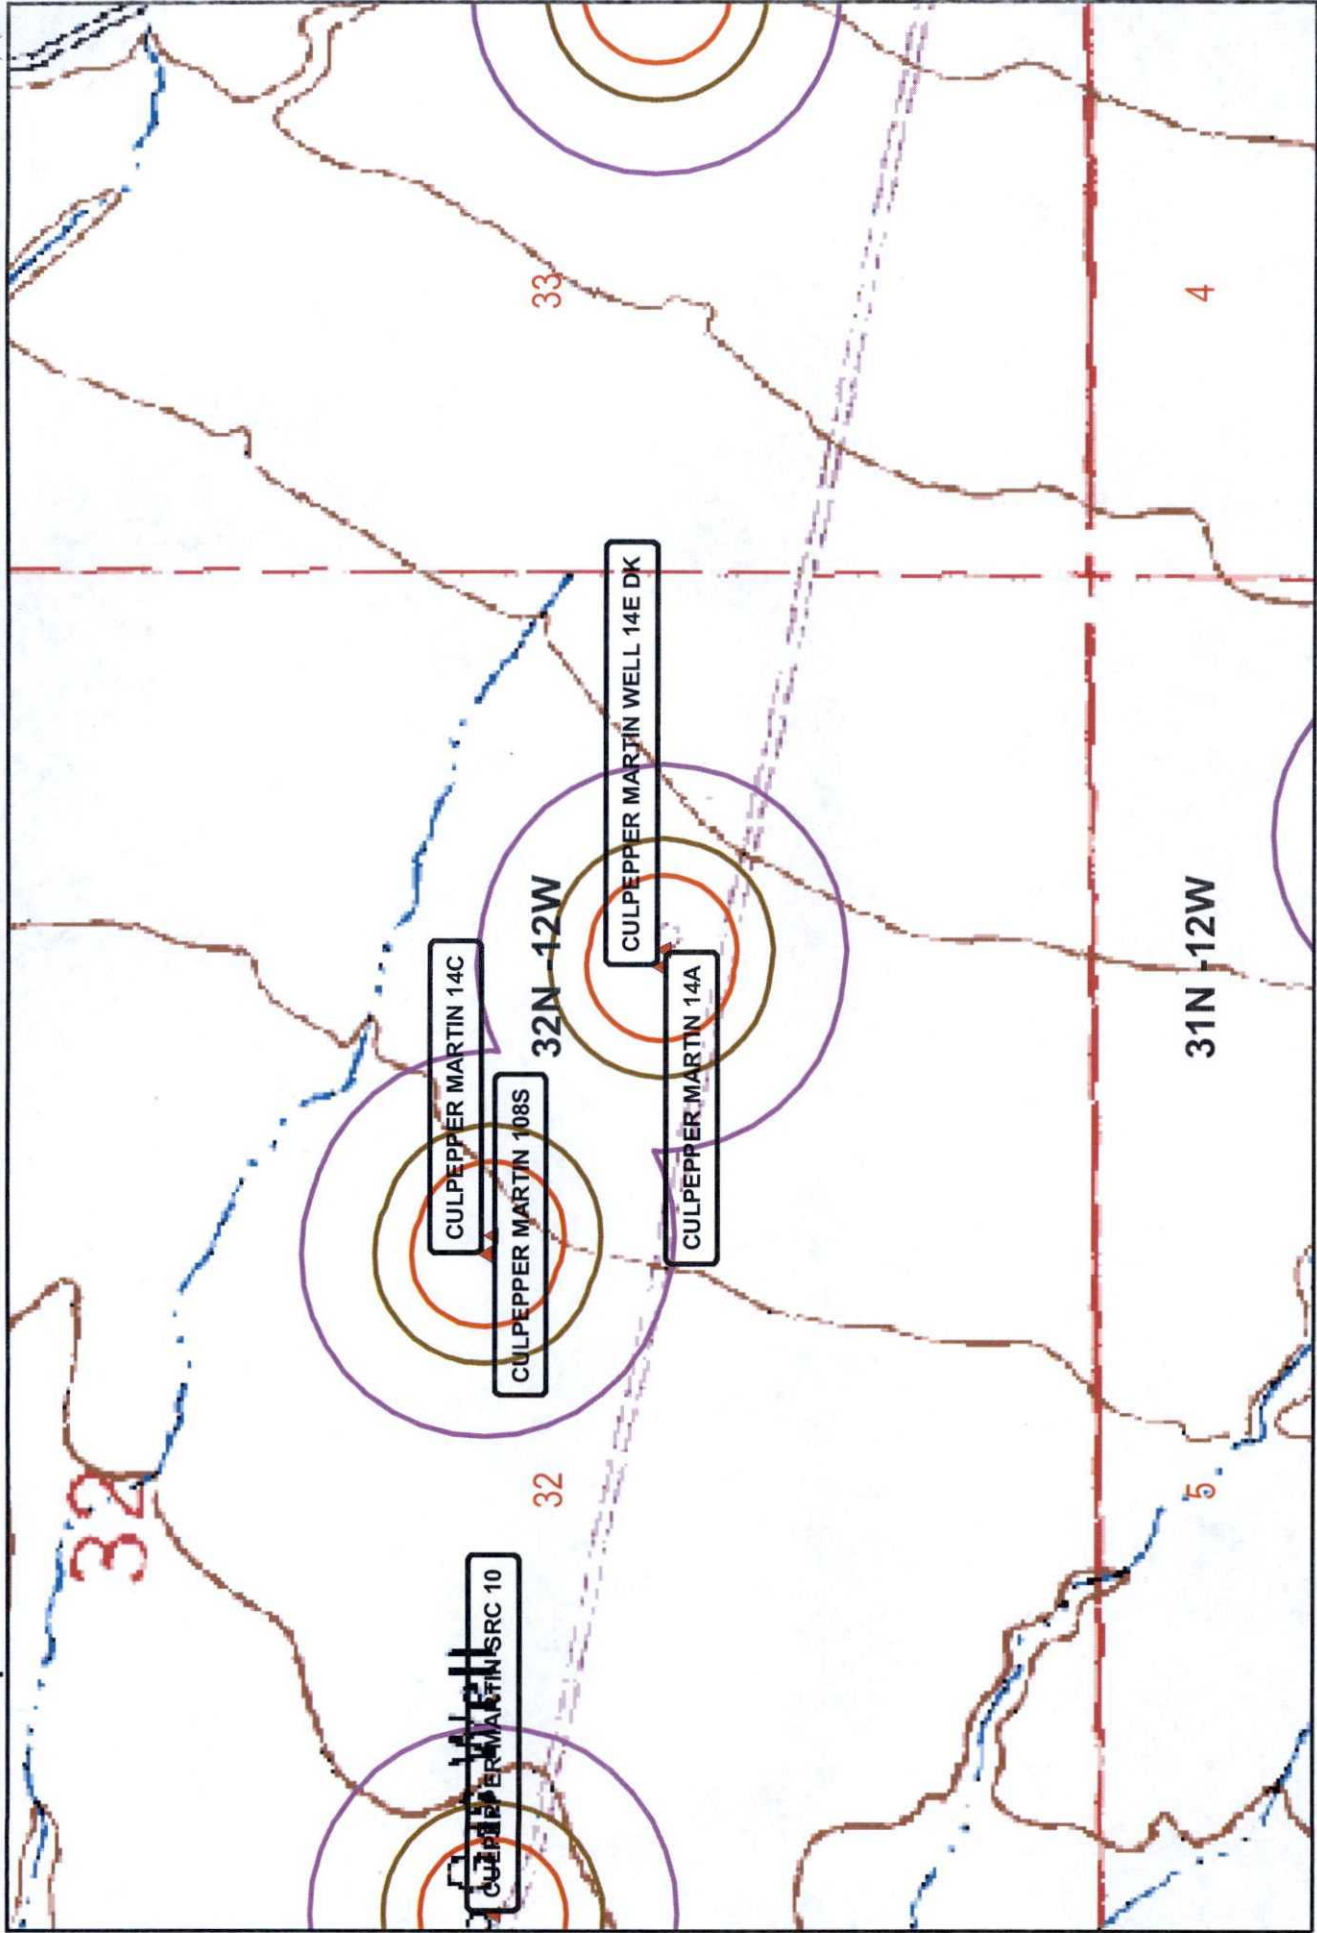 32
33
CULPEPPER MARTIN 14C
CULPEPPER MARTIN 108S
CULPEPPER MARTIN SRC 10
32N -12W
32
CULPEPPER MARTIN WELL 14E DK
CULPEPPER MARTIN 14A
31N -12W
5
4